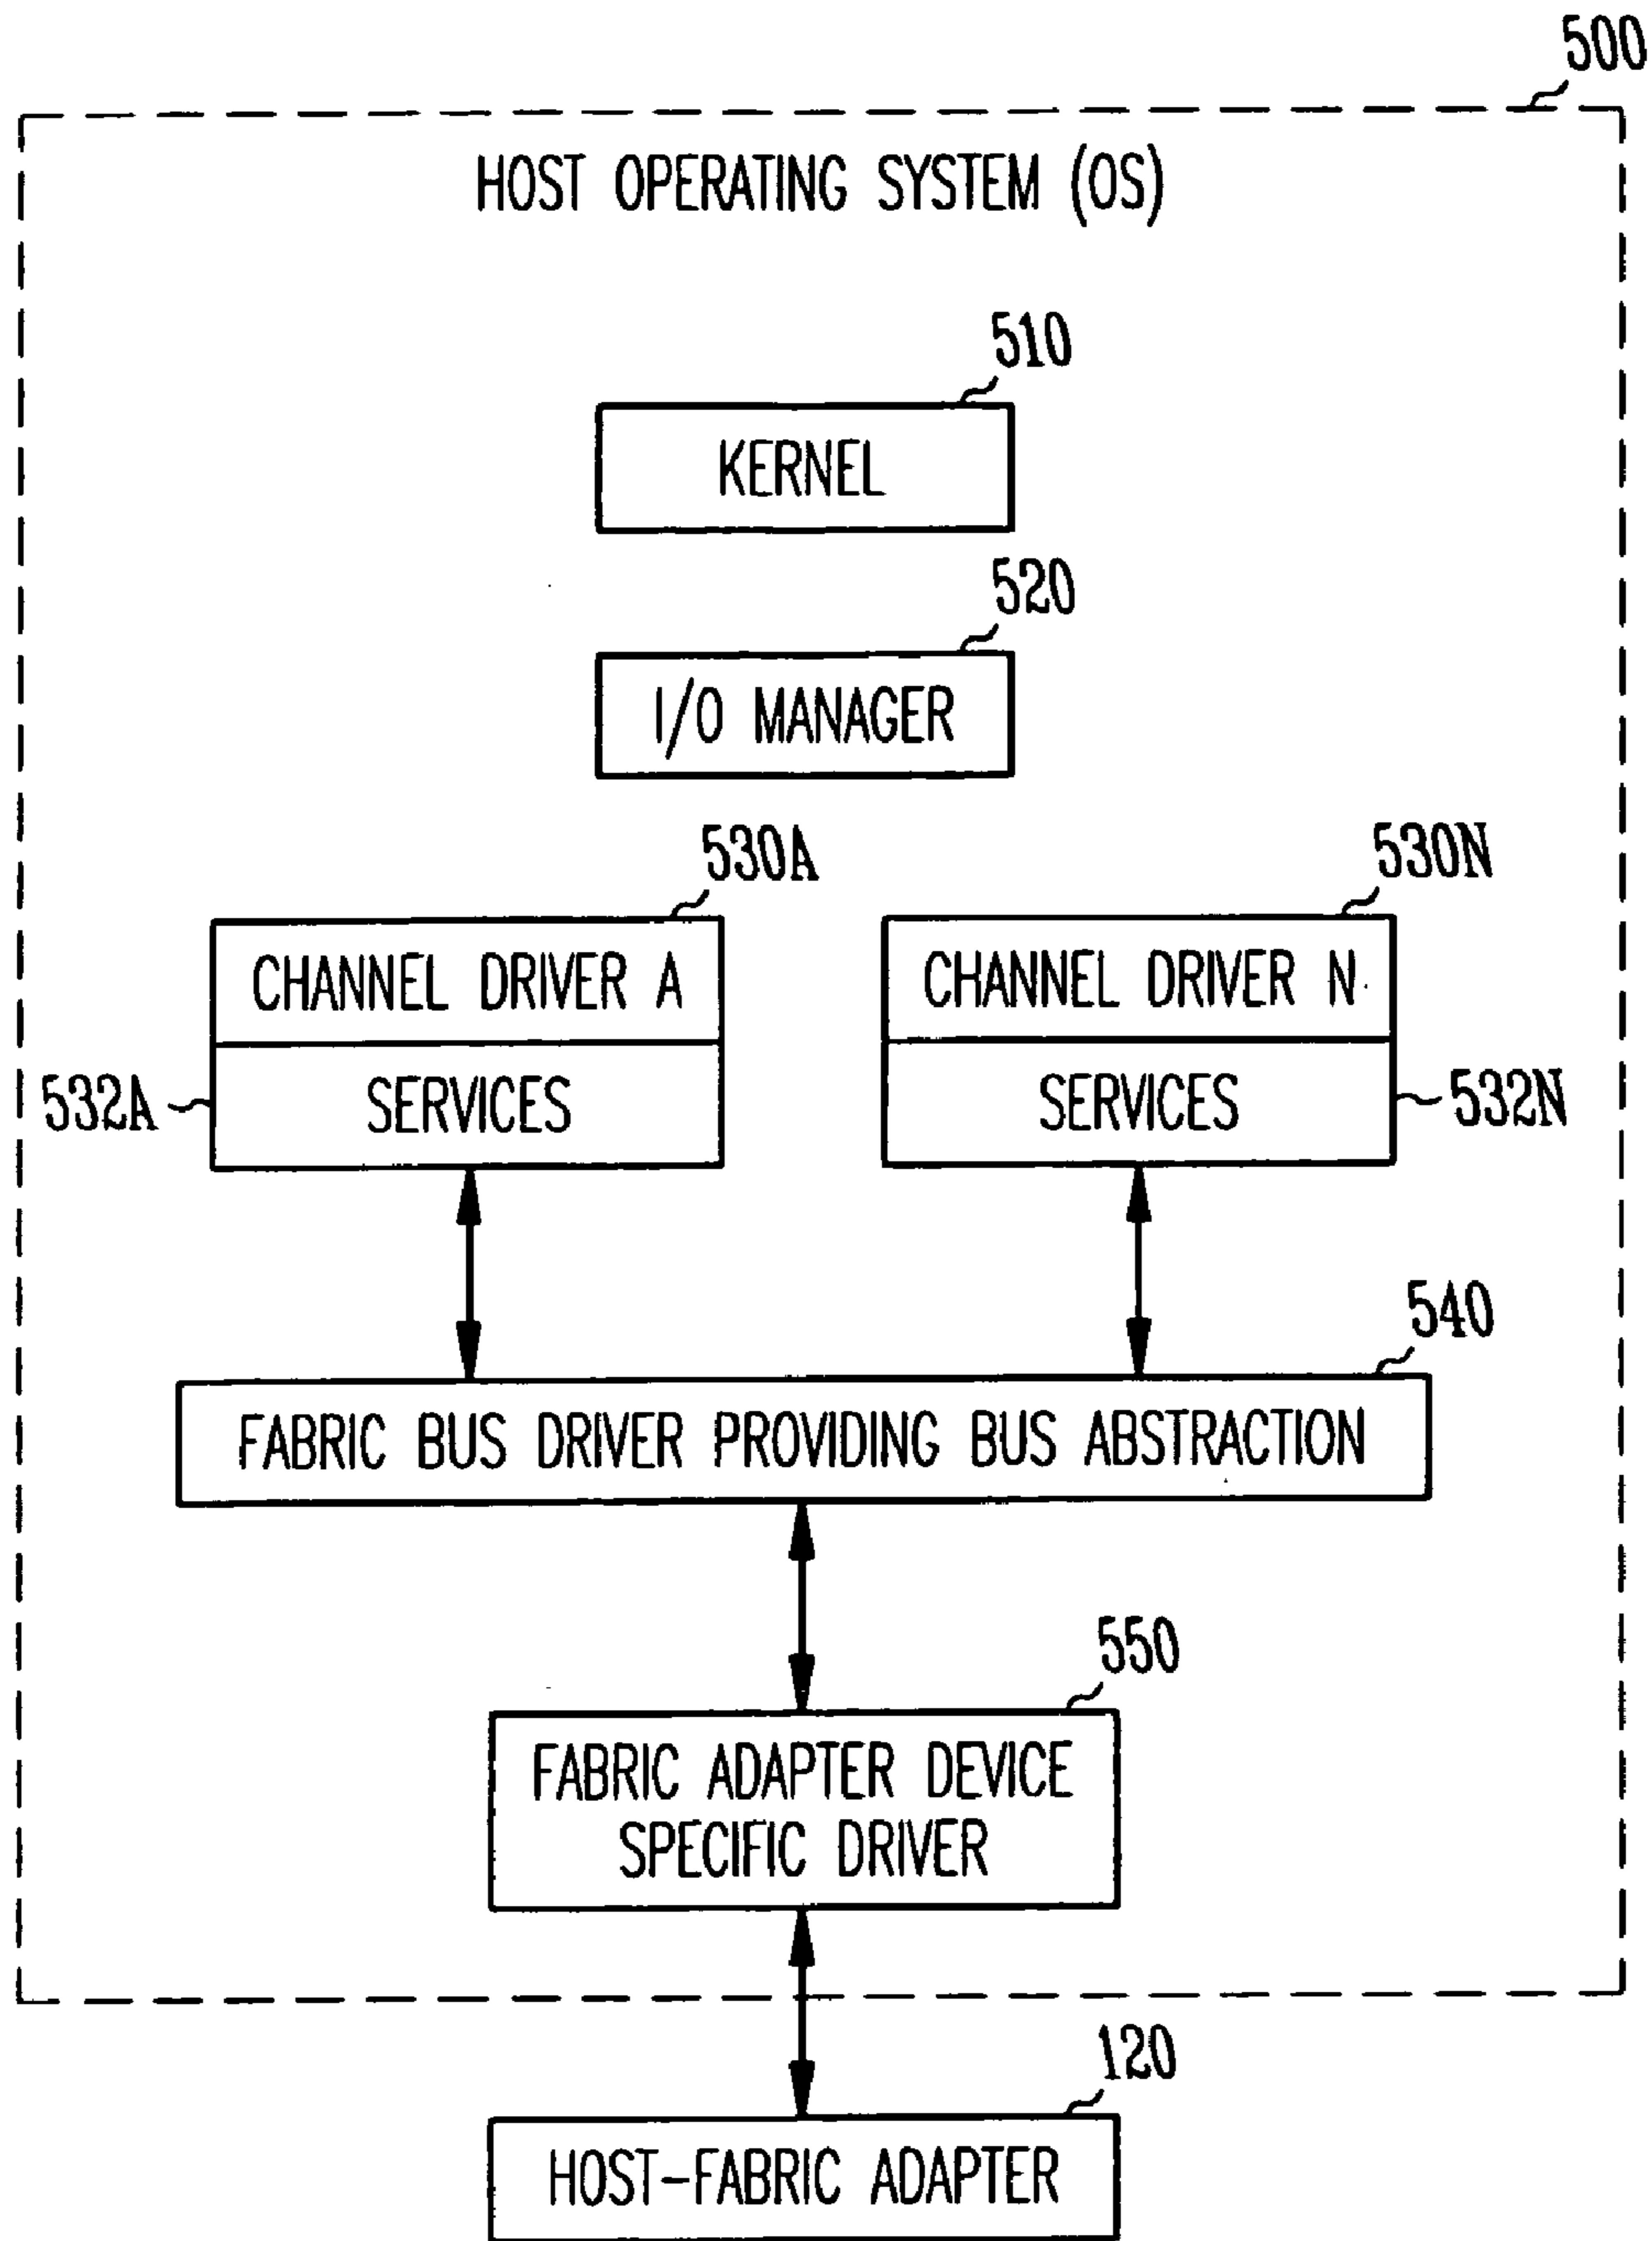 500
HOST OPERATING SYSTEM (OS)
510
KERNEL
520
I/O MANAGER
530A
530N
CHANNEL DRIVER A
CHANNEL DRIVER N
532A
SERVICES
SERVICES
532N
540
FABRIC BUS DRIVER PROVIDING BUS ABSTRACTION
550
FABRIC ADAPTER DEVICE
SPECIFIC DRIVER
120
HOST-FABRIC ADAPTER